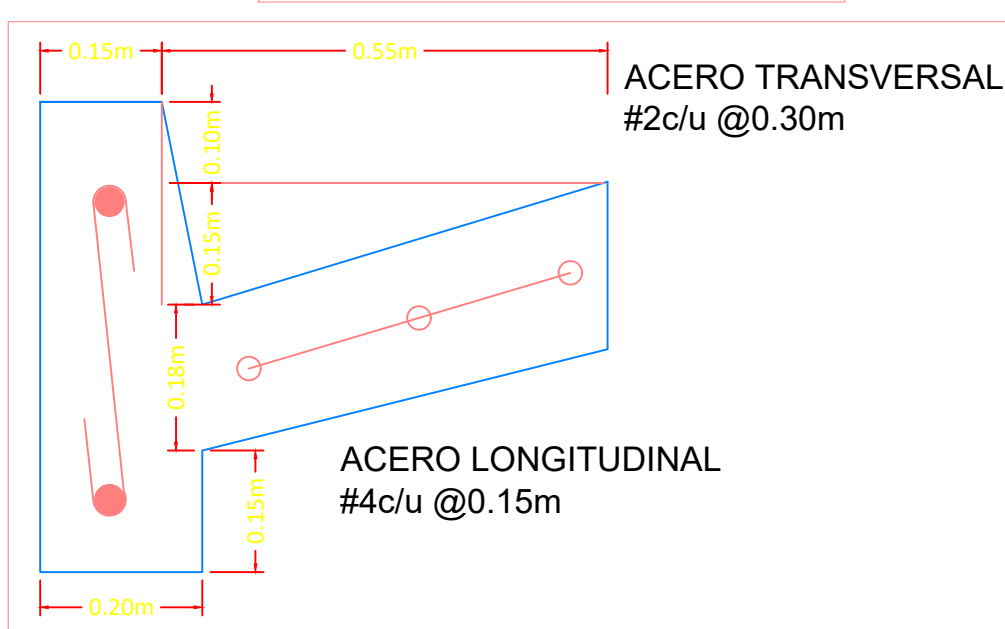 0.15m
0.55m
ACERO TRANSVERSAL
#2c/u @0.30m
0.10m
0.15m
0.18m
ACERO LONGITUDINAL
#4c/u @0.15m
0.15m
0.20m